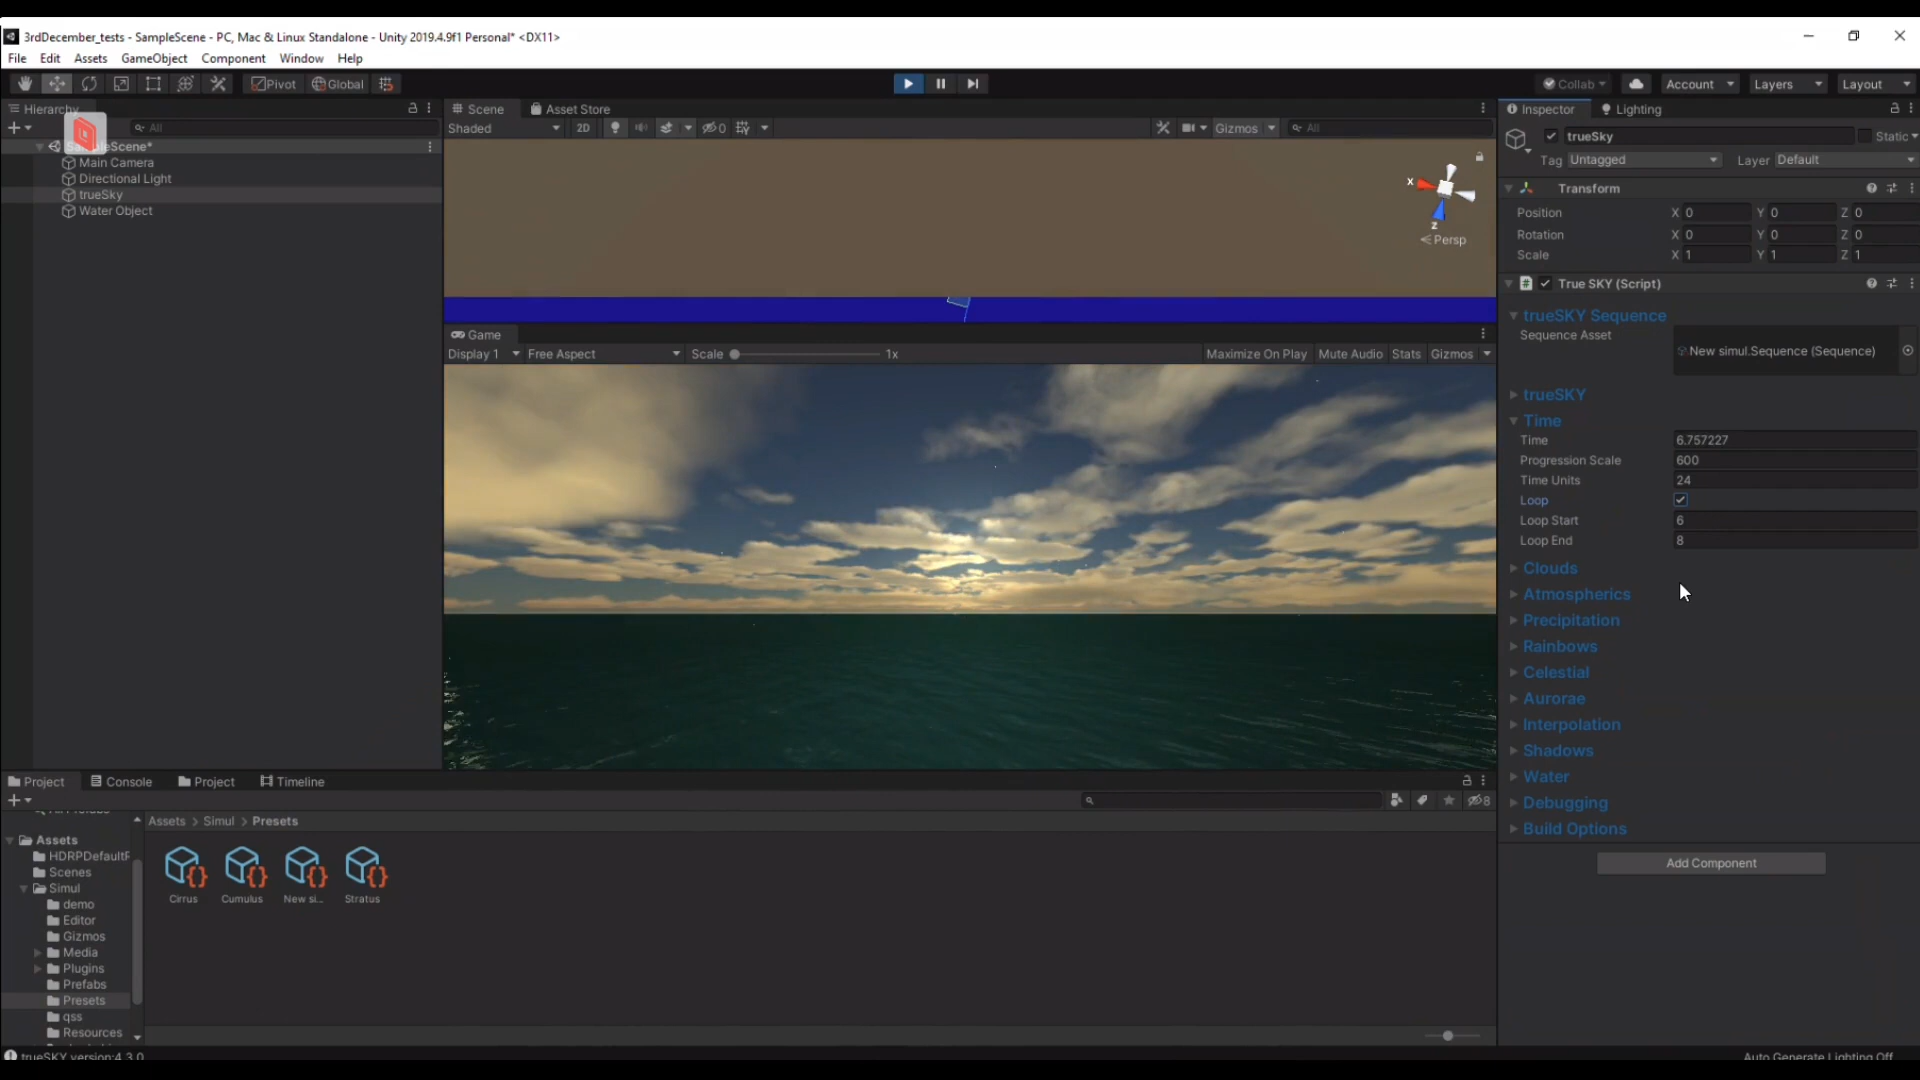 3rdDecember_tests - SampleScene - PC, Mac & Linux Standalone - Unity 2019.4.9f1 Personal* <DX11>
File Edit Assets GameObject Component Window Help
Pivot Global Collab Account Layers Layout
Hierarchy
All
SampleScene*
Main Camera
Directional Light
trueSky
Water Object
Scene Asset Store
Shaded 2D 0 Gizmos All
X
Z
Persp
Game
Display 1 Free Aspect Scale 1x Maximize On Play Mute Audio Stats Gizmos
Inspector Lighting
trueSky Static
Tag Untagged Layer Default
Transform
Position X 0 Y 0 Z 0
Rotation X 0 Y 0 Z 0
Scale X 1 Y 1 Z 1
# True SKY (Script)
trueSKY Sequence
Sequence Asset New simul.Sequence (Sequence)
trueSKY
Time
Time 6.757227
Progression Scale 600
Time Units 24
Loop
Loop Start 6
Loop End 8
Clouds
Atmospherics
Precipitation
Rainbows
Celestial
Aurorae
Interpolation
Shadows
Water
Debugging
Build Options
Add Component
Project Console Project Timeline
8
Assets > Simul > Presets
Assets
HDRPDefaultF
Scenes
Simul
demo
Editor
Gizmos
Media
Plugins
Prefabs
Presets
qss
Resources
Cirrus Cumulus New si... Stratus
trueSKY version:4.3.0
Auto Generate Lighting Off